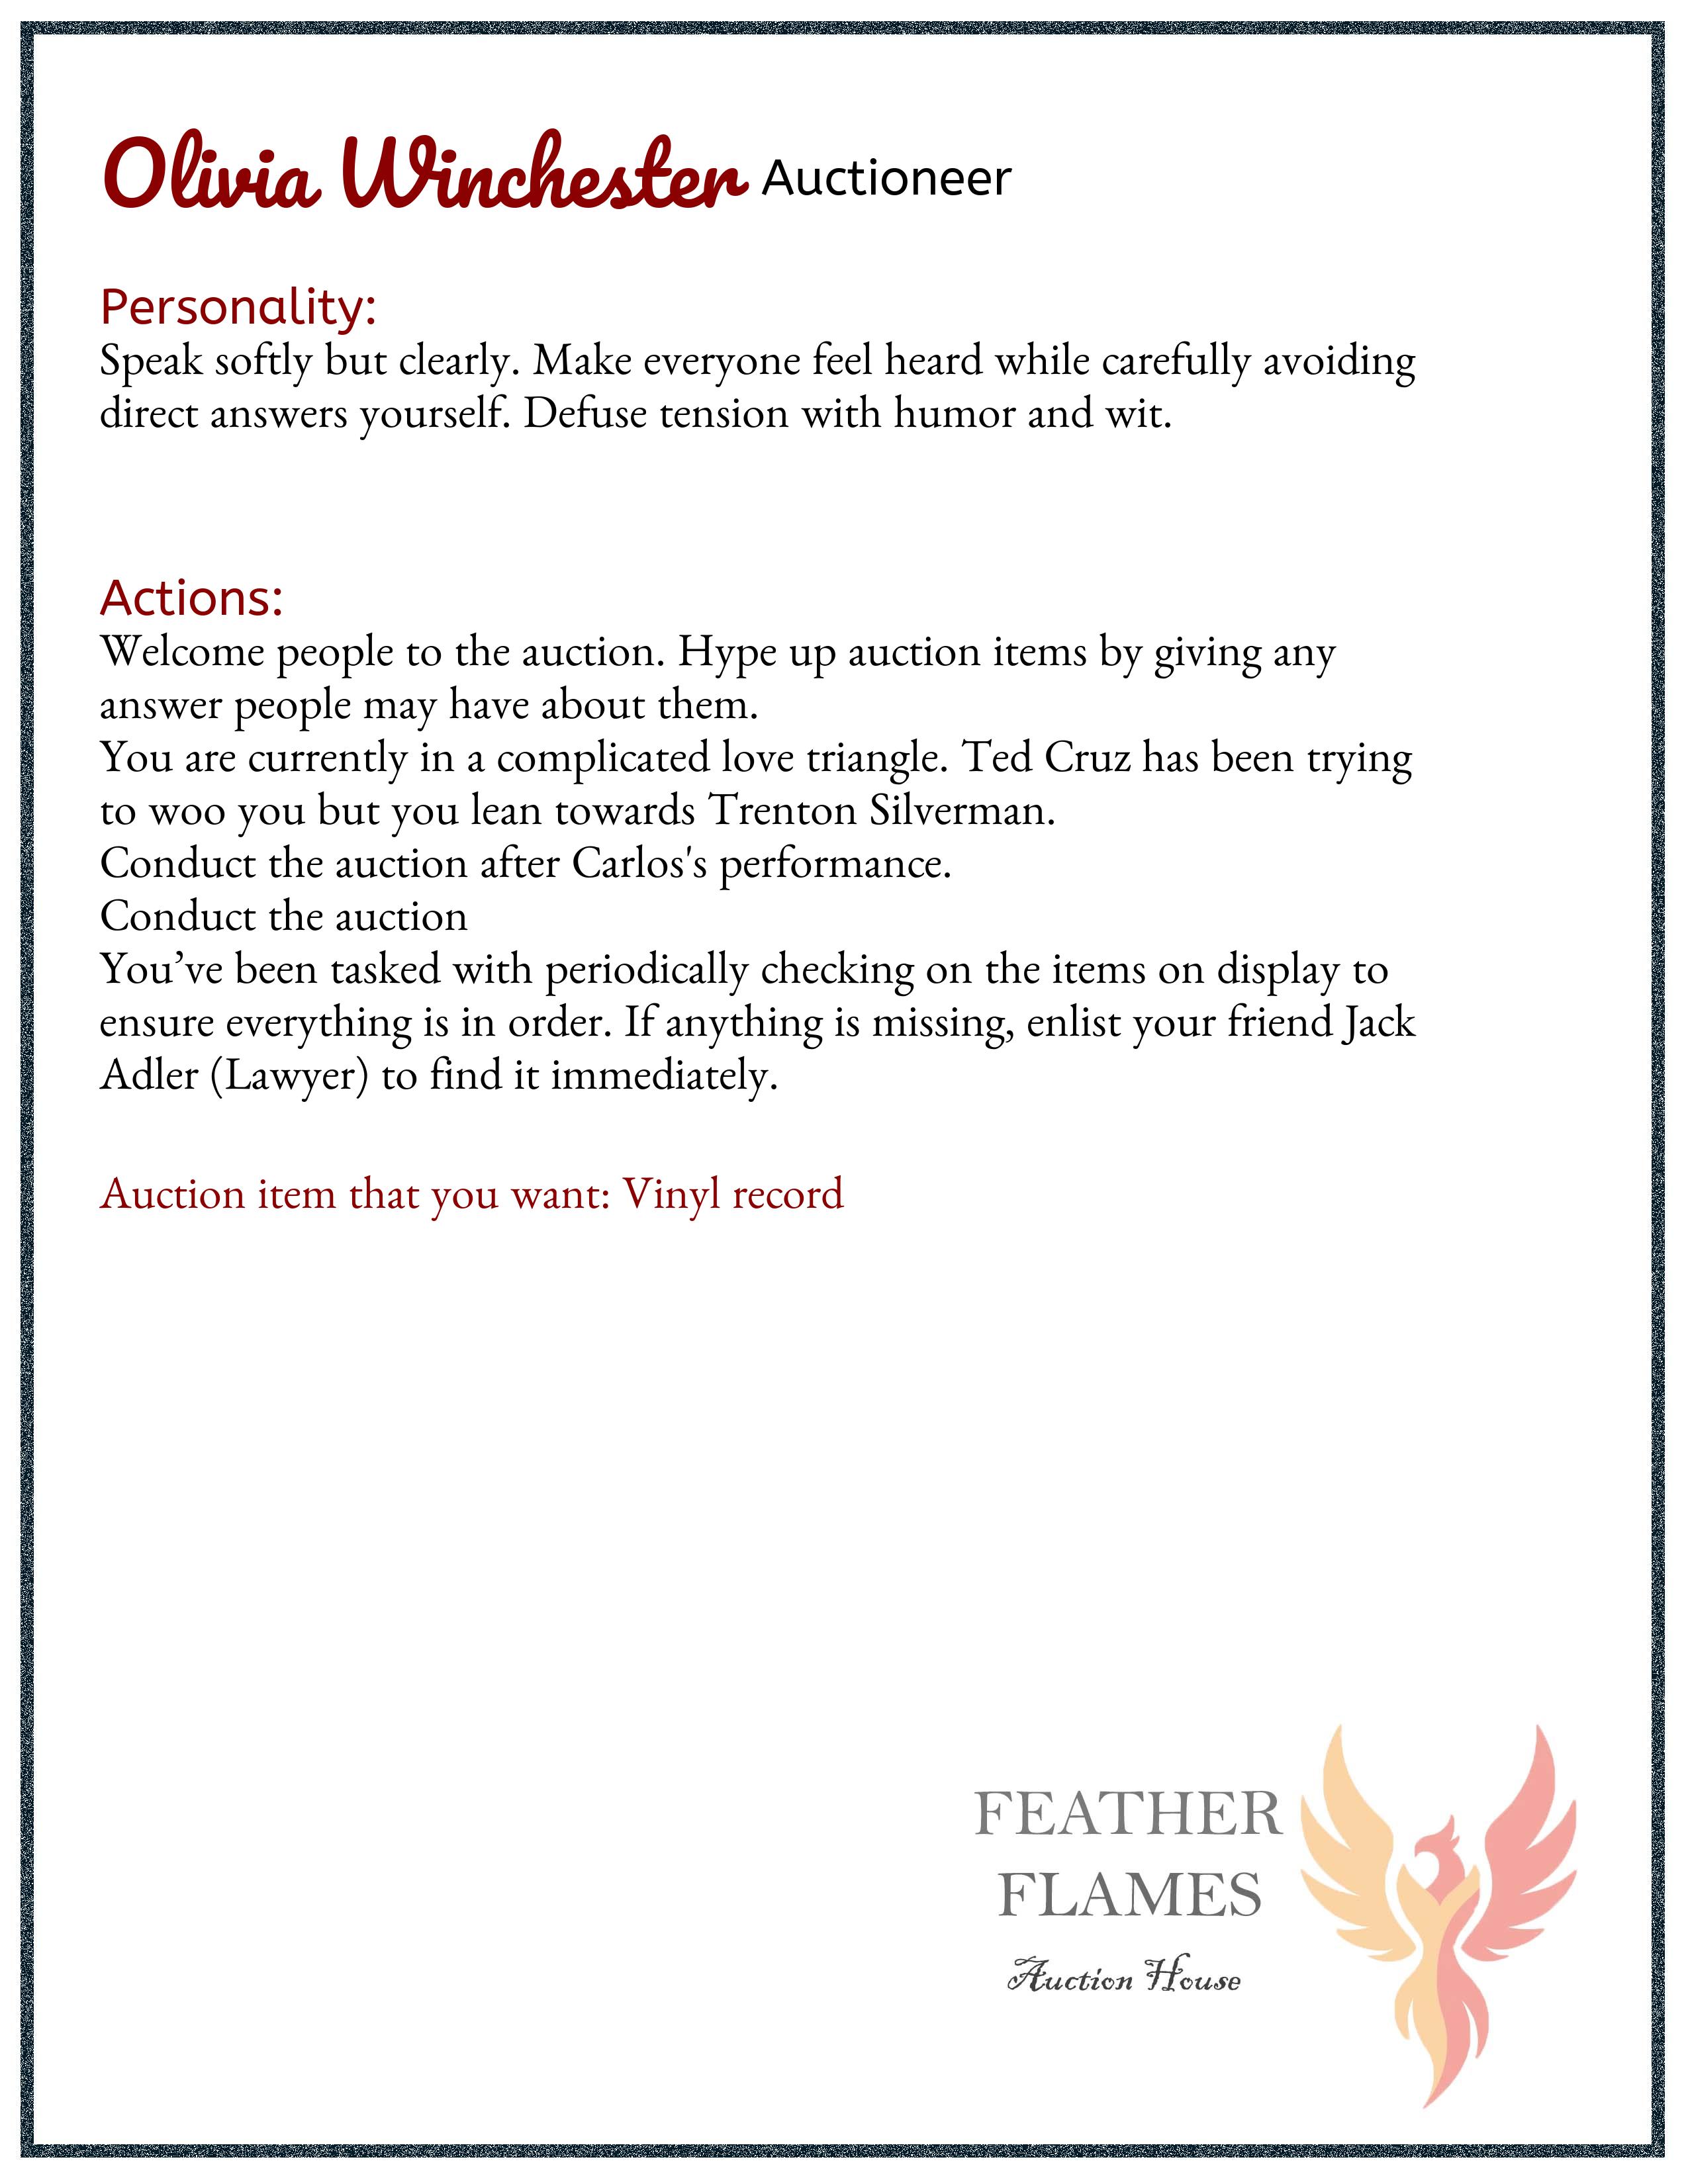 Olivia Winchester Auctioneer
Personality:
Speak softly but clearly. Make everyone feel heard while carefully avoiding
direct answers yourself. Defuse tension with humor and wit.
Actions:
Welcome people to the auction. Hype up auction items by giving any
answer people may have about them.
You are currently in a complicated love triangle. Ted Cruz has been trying
to woo you but you lean towards Trenton Silverman.
Conduct the auction after Carlos's performance.
Conduct the auction
You’ve been tasked with periodically checking on the items on display to
ensure everything is in order. If anything is missing, enlist your friend Jack
Adler (Lawyer) to find it immediately.
Auction item that you want: Vinyl record
FEATHER
FLAMES
Auction House